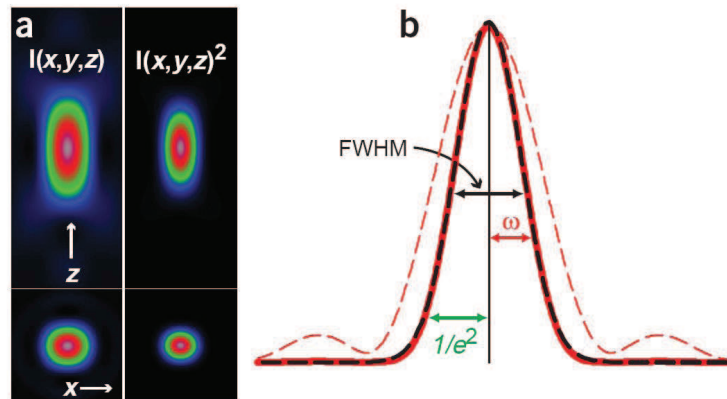 a
I(x,y,z)
I(x,y,z)²
z
x
b
FWHM
ω
1/e²